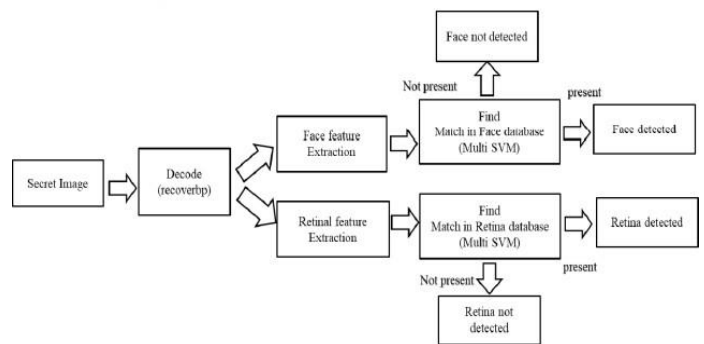 Face not detected
Not present
present
Face feature
Extraction
Find
Match in Face database
(Multi SVM)
Face detected
Secret Image
Decode
(recoverbp)
Retinal feature
Extraction
Find
Match in Retina database
(Multi SVM)
Retina detected
Not present
present
Retina not
detected